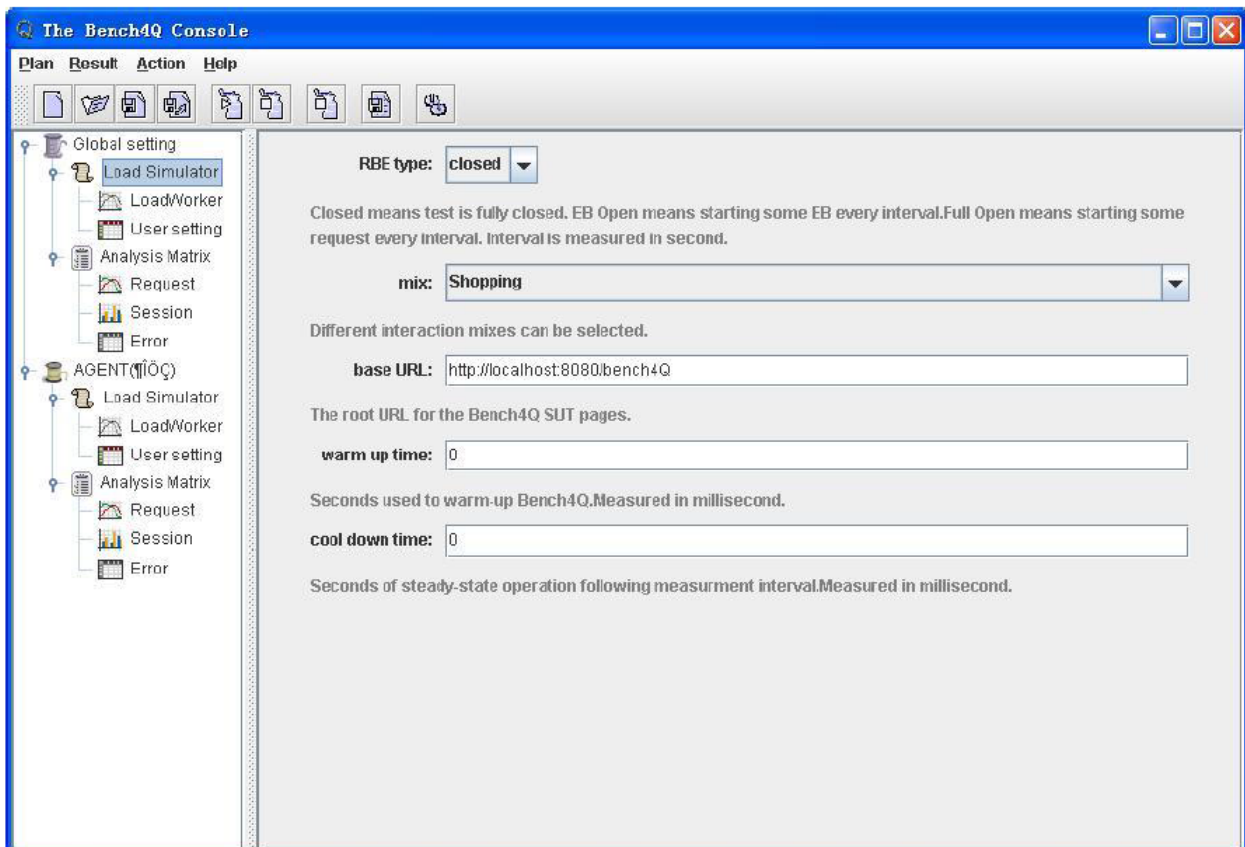 The Bench4Q Console
Plan Result Action Help
Global setting
Load Simulator
LoadWorker
User setting
Analysis Matrix
Request
Session
Error
AGENT(¶ÎÖÇ)
Load Simulator
LoadWorker
User setting
Analysis Matrix
Request
Session
Error
RBE type: closed
Closed means test is fully closed. EB Open means starting some EB every interval.Full Open means starting some
request every interval. Interval is measured in second.
mix: Shopping
Different interaction mixes can be selected.
base URL: http://localhost:8080/bench4Q
The root URL for the Bench4Q SUT pages.
warm up time: 0
Seconds used to warm-up Bench4Q.Measured in millisecond.
cool down time: 0
Seconds of steady-state operation following measurment interval.Measured in millisecond.